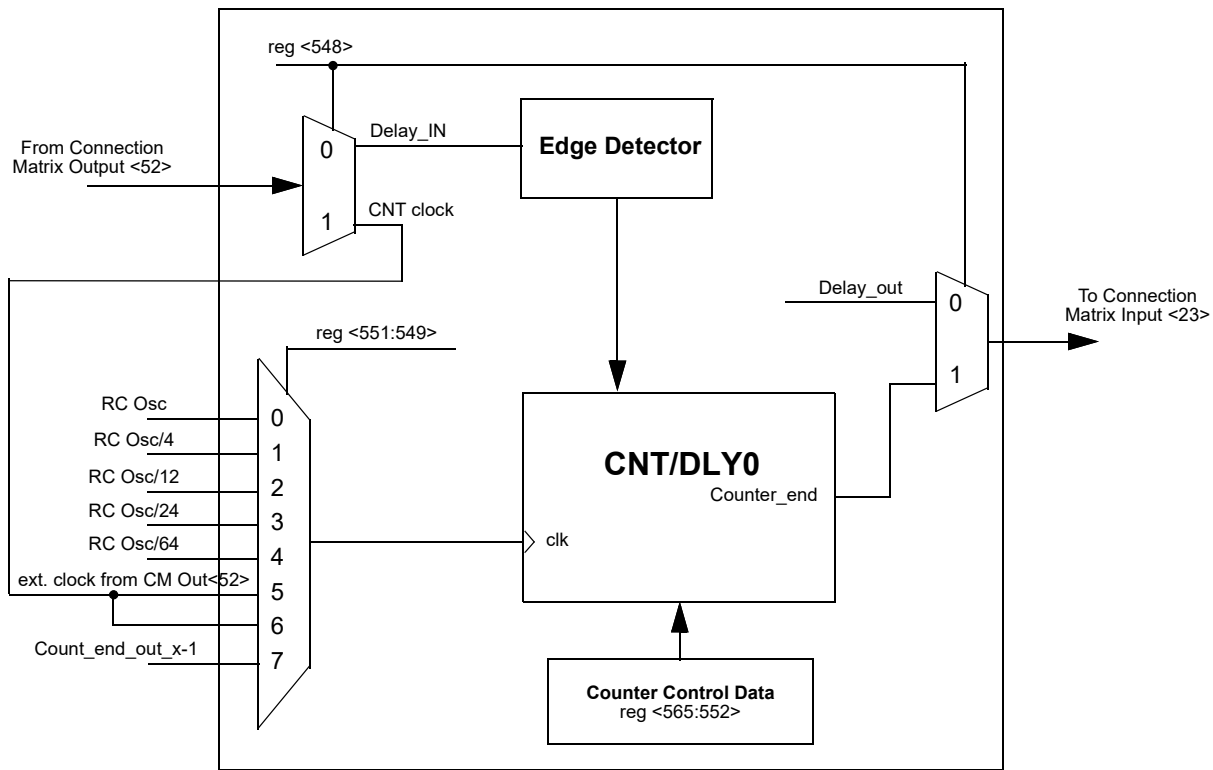 reg <548>
From Connection
Matrix Output <52>
0
1
Delay_IN
CNT clock
Edge Detector
Delay_out
0
1
To Connection
Matrix Input <23>
reg <551:549>
RC Osc
RC Osc/4
RC Osc/12
RC Osc/24
RC Osc/64
ext. clock from CM Out<52>
Count_end_out_x-1
0
1
2
3
4
5
6
7
CNT/DLY0
Counter_end
clk
Counter Control Data
reg <565:552>